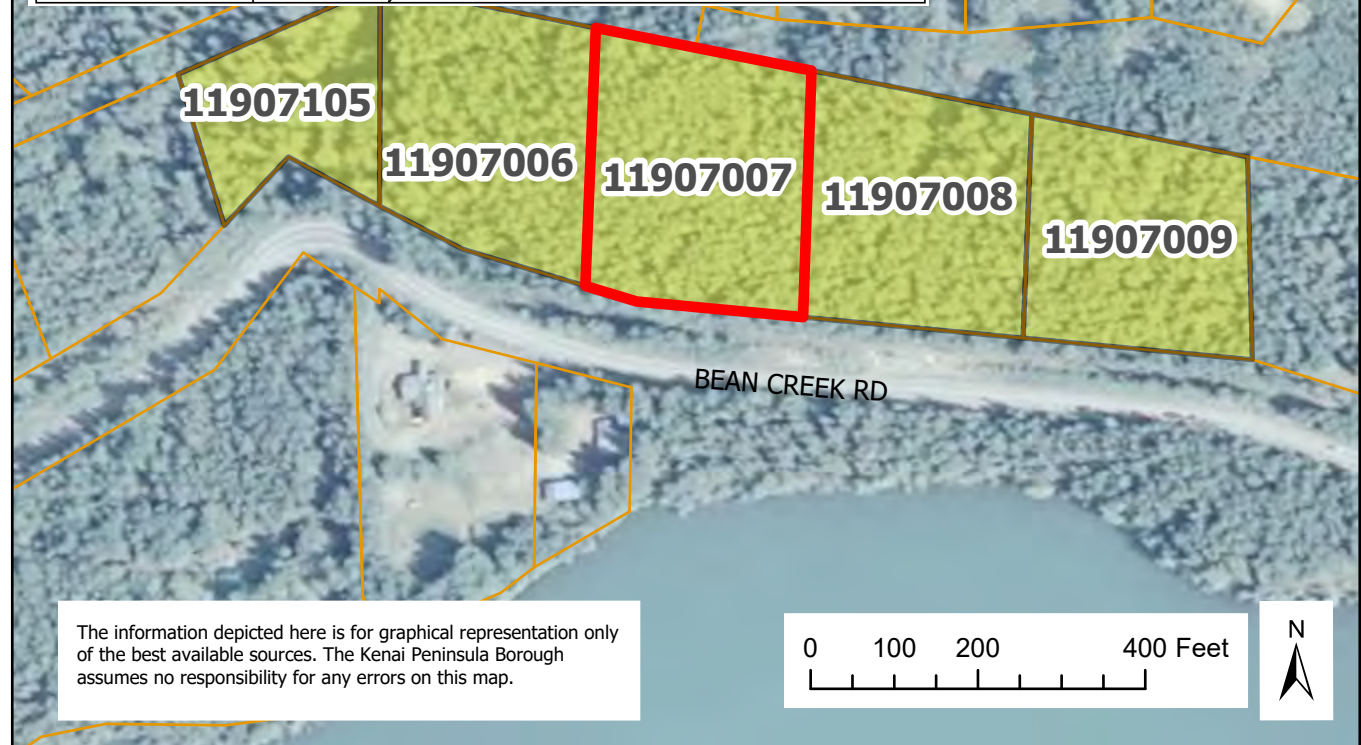 11907105
11907006
11907007
11907008
11907009
BEAN CREEK RD
The information depicted here is for graphical representation only
of the best available sources. The Kenai Peninsula Borough
assumes no responsibility for any errors on this map.
0 100 200 400 Feet
N